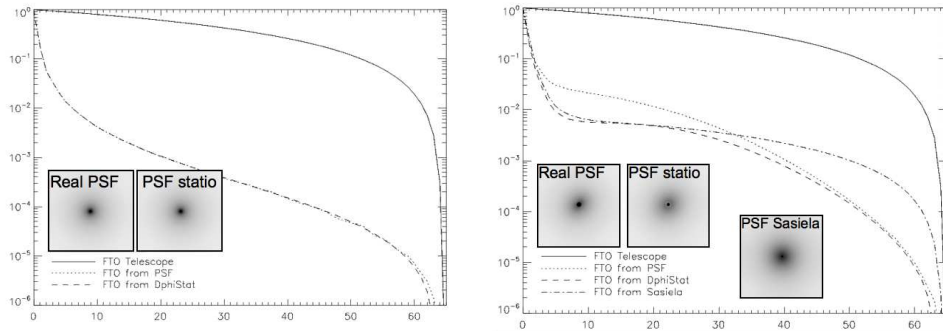 10⁰
10⁻¹
10⁻²
10⁻³
10⁻⁴
10⁻⁵
10⁻⁶
Real PSF
PSF statio
FTO Telescope
FTO from PSF
FTO from DphiStat
0
10
20
30
40
50
60
10⁰
10⁻¹
10⁻²
10⁻³
10⁻⁴
10⁻⁵
10⁻⁶
Real PSF
PSF statio
PSF Sasiela
FTO Telescope
FTO from PSF
FTO from DphiStat
FTO from Sasiela
0
10
20
30
40
50
60